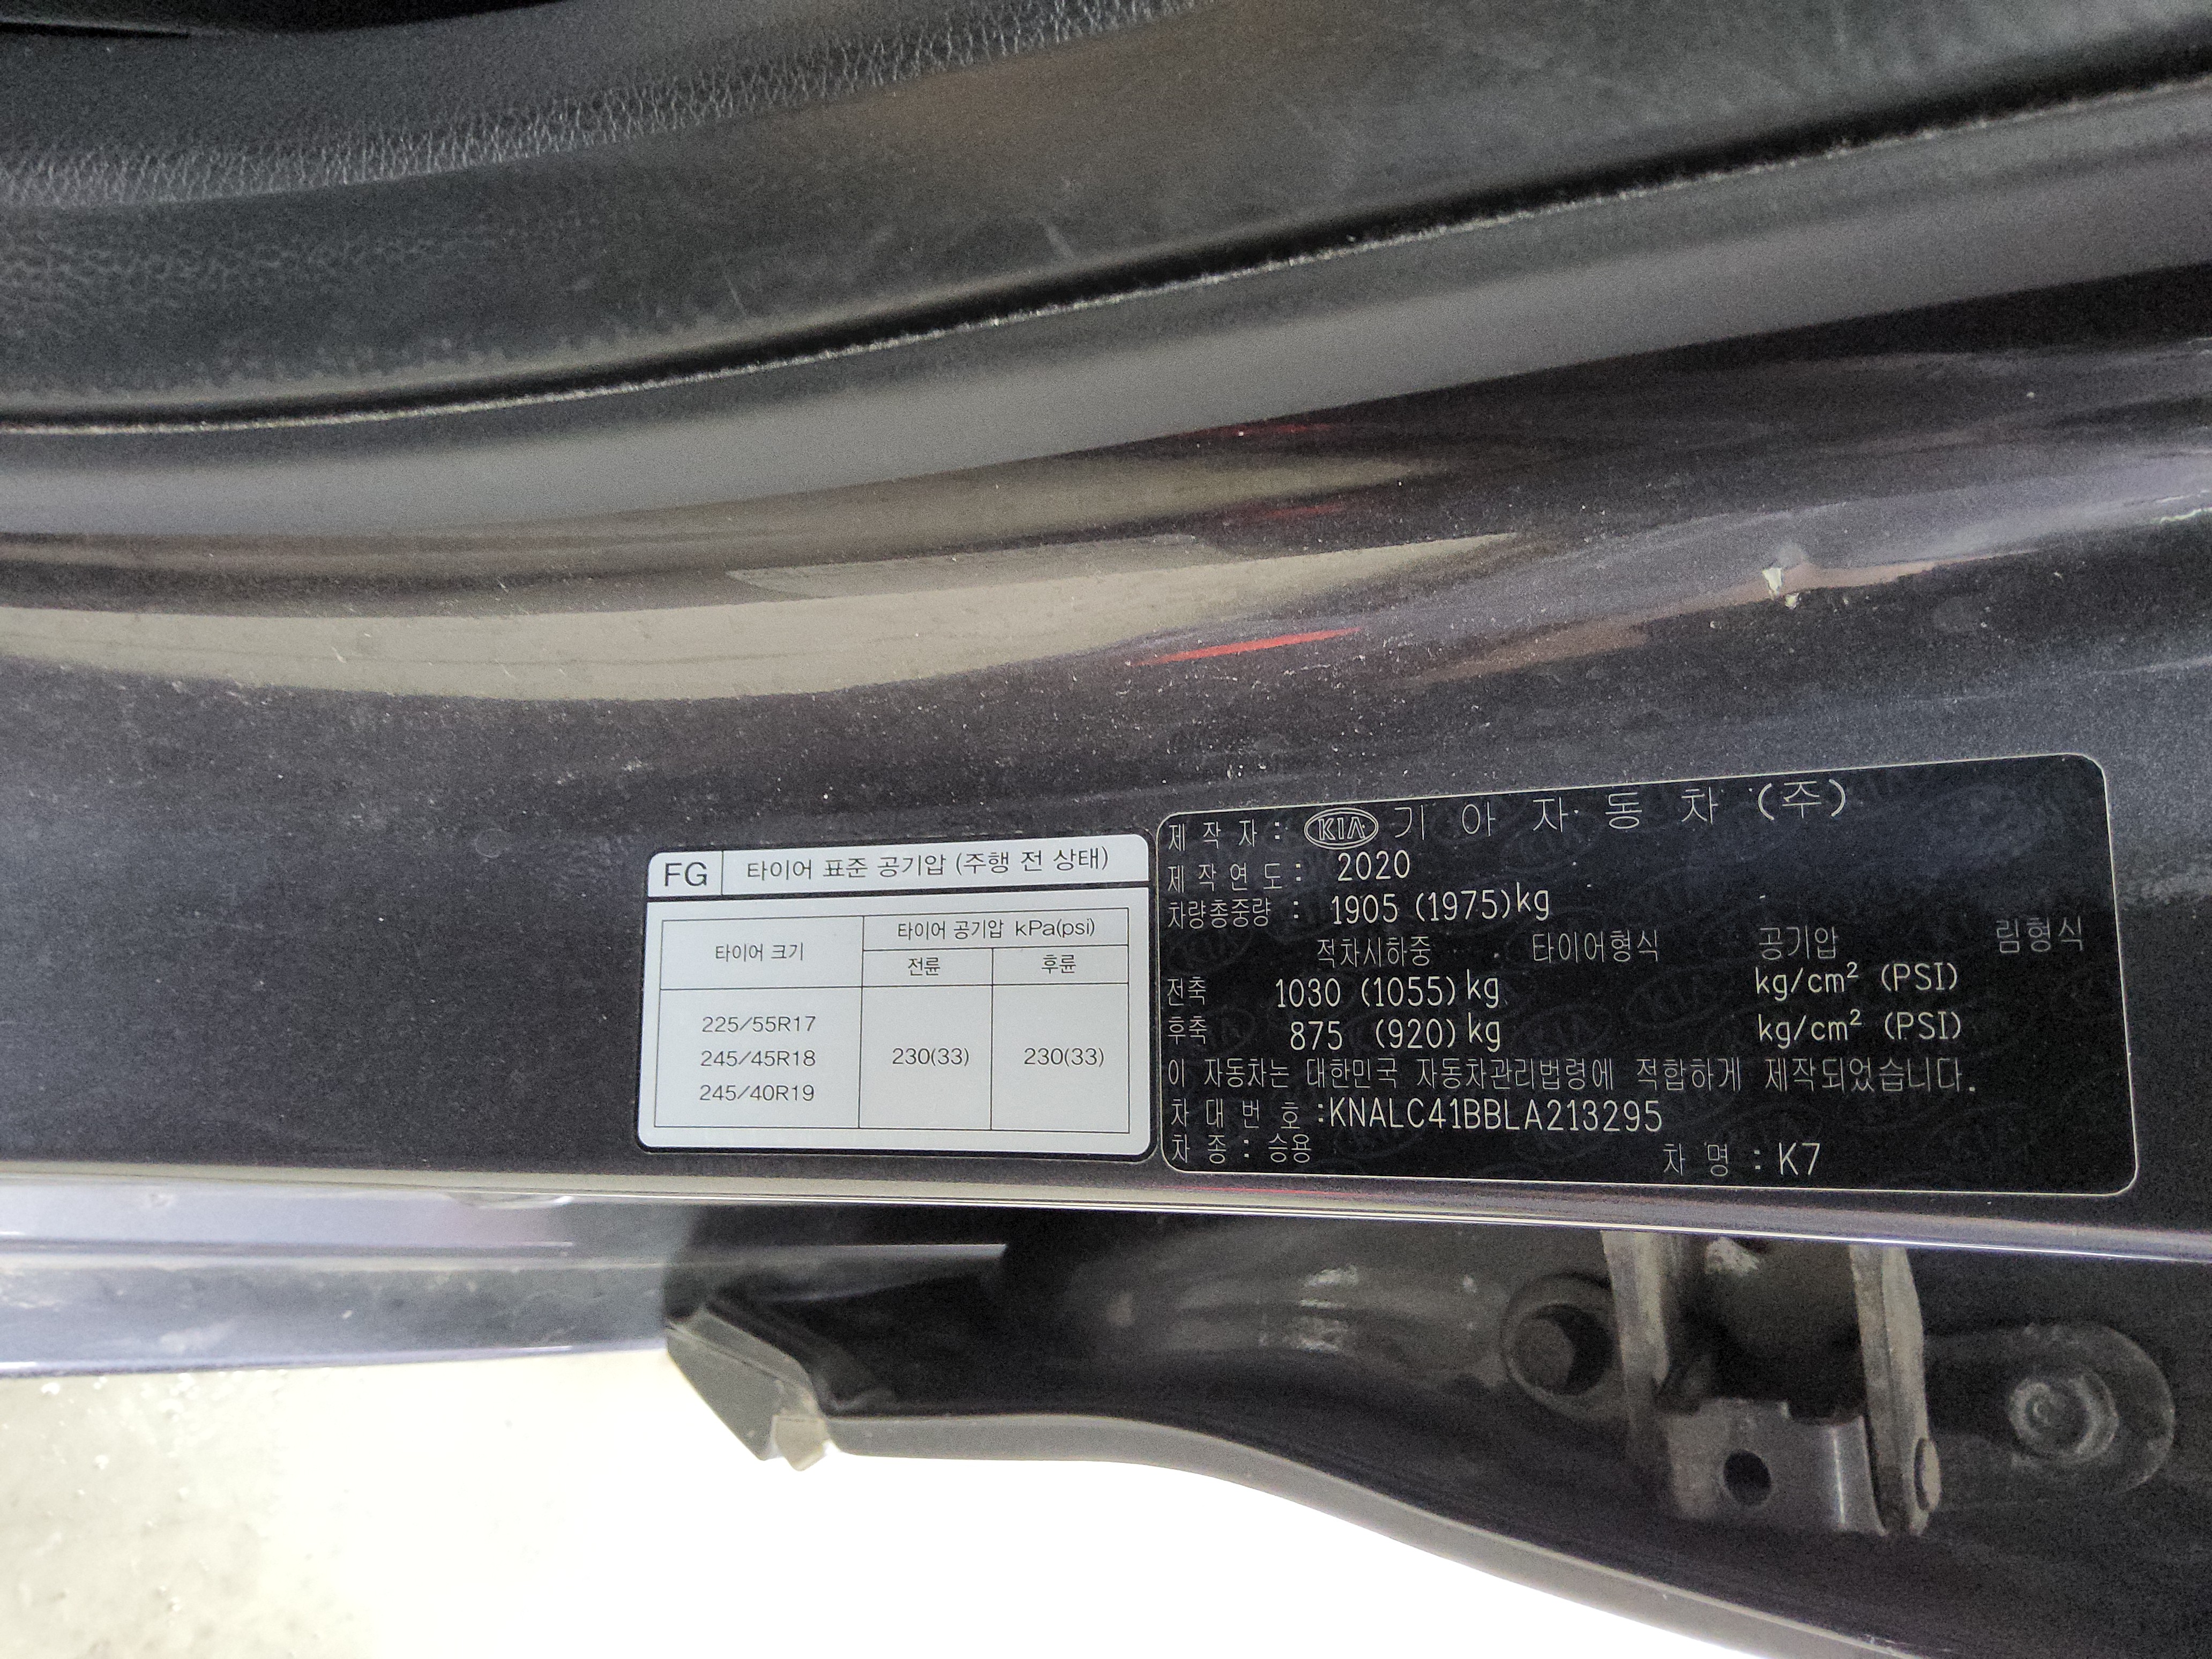 FG 타이어 표준 공기압 (주행 전 상태)
타이어 크기 타이어 공기압 kPa(psi)
전륜 후륜
225/55R17
245/45R18 230(33) 230(33)
245/40R19
제 작 자 : KIA 기 아 자 동 차 (주)
제 작 연 도 : 2020
차량총중량 : 1905 (1975)kg
적차시하중 타이어형식 공기압 림형식
전축 1030 (1055)kg kg/cm² (PSI)
후축 875 (920)kg kg/cm² (PSI)
이 자동차는 대한민국 자동차관리법령에 적합하게 제작되었습니다.
차 대 번 호 :KNALC41BBLA213295
차 종 : 승용 차 명 : K7